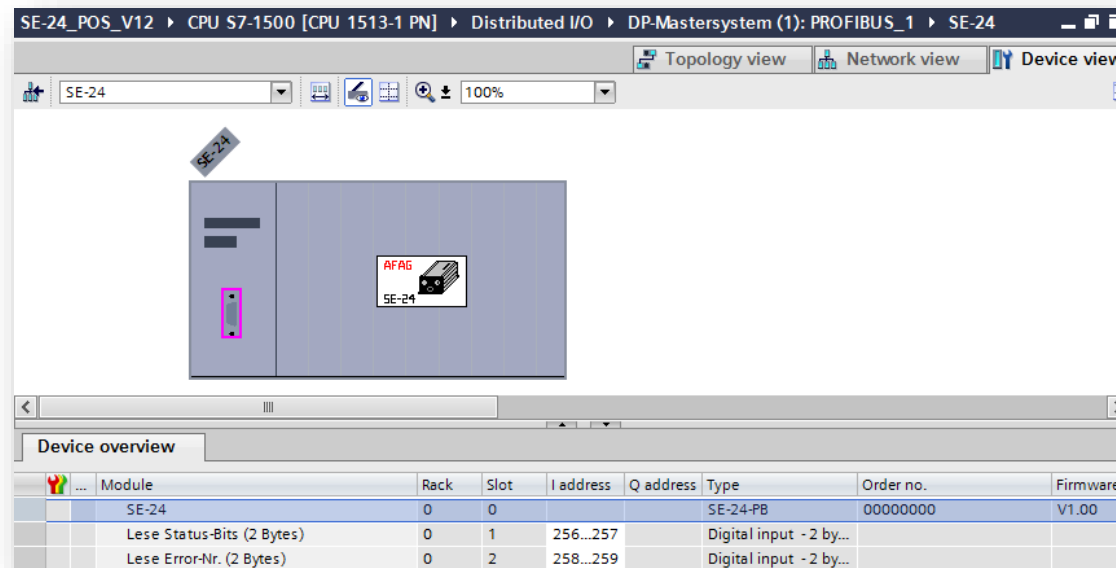 SE-24_POS_V12 ▸ CPU S7-1500 [CPU 1513-1 PN] ▸ Distributed I/O ▸ DP-Mastersystem (1): PROFIBUS_1 ▸ SE-24
Topology view Network view Device view
SE-24 100%
SE-24
AFAG
SE-24
Device overview
... Module Rack Slot I address Q address Type Order no. Firmware
SE-24 0 0 SE-24-PB 00000000 V1.00
Lese Status-Bits (2 Bytes) 0 1 256...257 Digital input - 2 by...
Lese Error-Nr. (2 Bytes) 0 2 258...259 Digital input - 2 by...